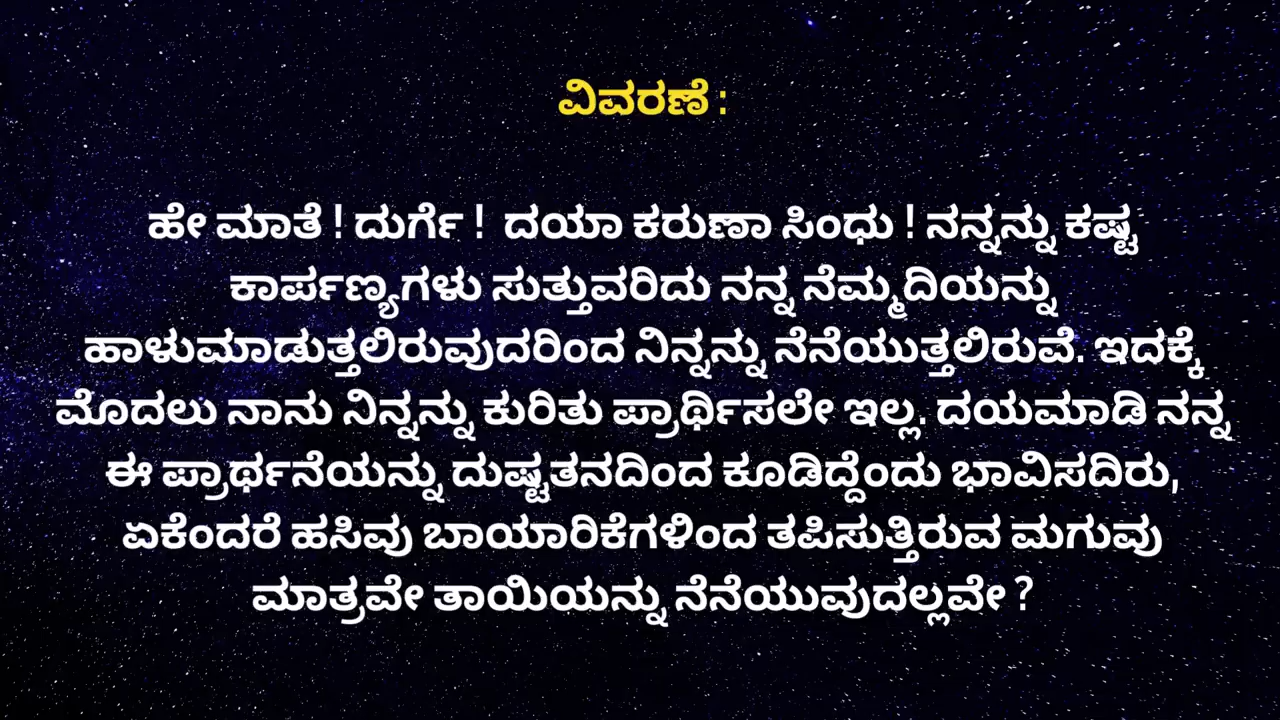 ವಿವರಣೆ :
ಹೇ ಮಾತೆ ! ದುರ್ಗೆ ! ದಯಾ ಕರುಣಾ ಸಿಂಧು ! ನನ್ನನ್ನು ಕಷ್ಟ
ಕಾರ್ಪಣ್ಯಗಳು ಸುತ್ತುವರಿದು ನನ್ನ ನೆಮ್ಮದಿಯನ್ನು
ಹಾಳುಮಾಡುತ್ತಲಿರುವುದರಿಂದ ನಿನ್ನನ್ನು ನೆನೆಯುತ್ತಲಿರುವೆ. ಇದಕ್ಕೆ
ಮೊದಲು ನಾನು ನಿನ್ನನ್ನು ಕುರಿತು ಪ್ರಾರ್ಥಿಸಲೇ ಇಲ್ಲ. ದಯಮಾಡಿ ನನ್ನ
ಈ ಪ್ರಾರ್ಥನೆಯನ್ನು ದುಷ್ಟತನದಿಂದ ಕೂಡಿದ್ದೆಂದು ಭಾವಿಸದಿರು,
ಏಕೆಂದರೆ ಹಸಿವು ಬಾಯಾರಿಕೆಗಳಿಂದ ತಪಿಸುತ್ತಿರುವ ಮಗುವು
ಮಾತ್ರವೇ ತಾಯಿಯನ್ನು ನೆನೆಯುವುದಲ್ಲವೇ ?